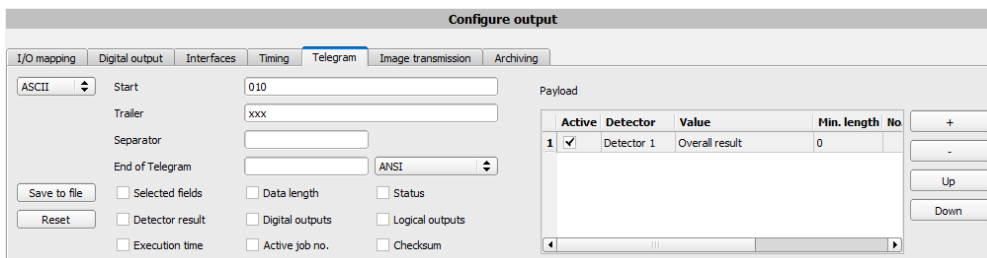 Configure output
I/O mapping Digital output Interfaces Timing Telegram Image transmission Archiving
ASCII Start 010
Trailer xxx
Separator
End of Telegram ANSI
Save to file Selected fields Data length Status
Reset Detector result Digital outputs Logical outputs
Execution time Active job no. Checksum
Payload
Active Detector Value Min. length No.
1 Detector 1 Overall result 0
+
-
Up
Down